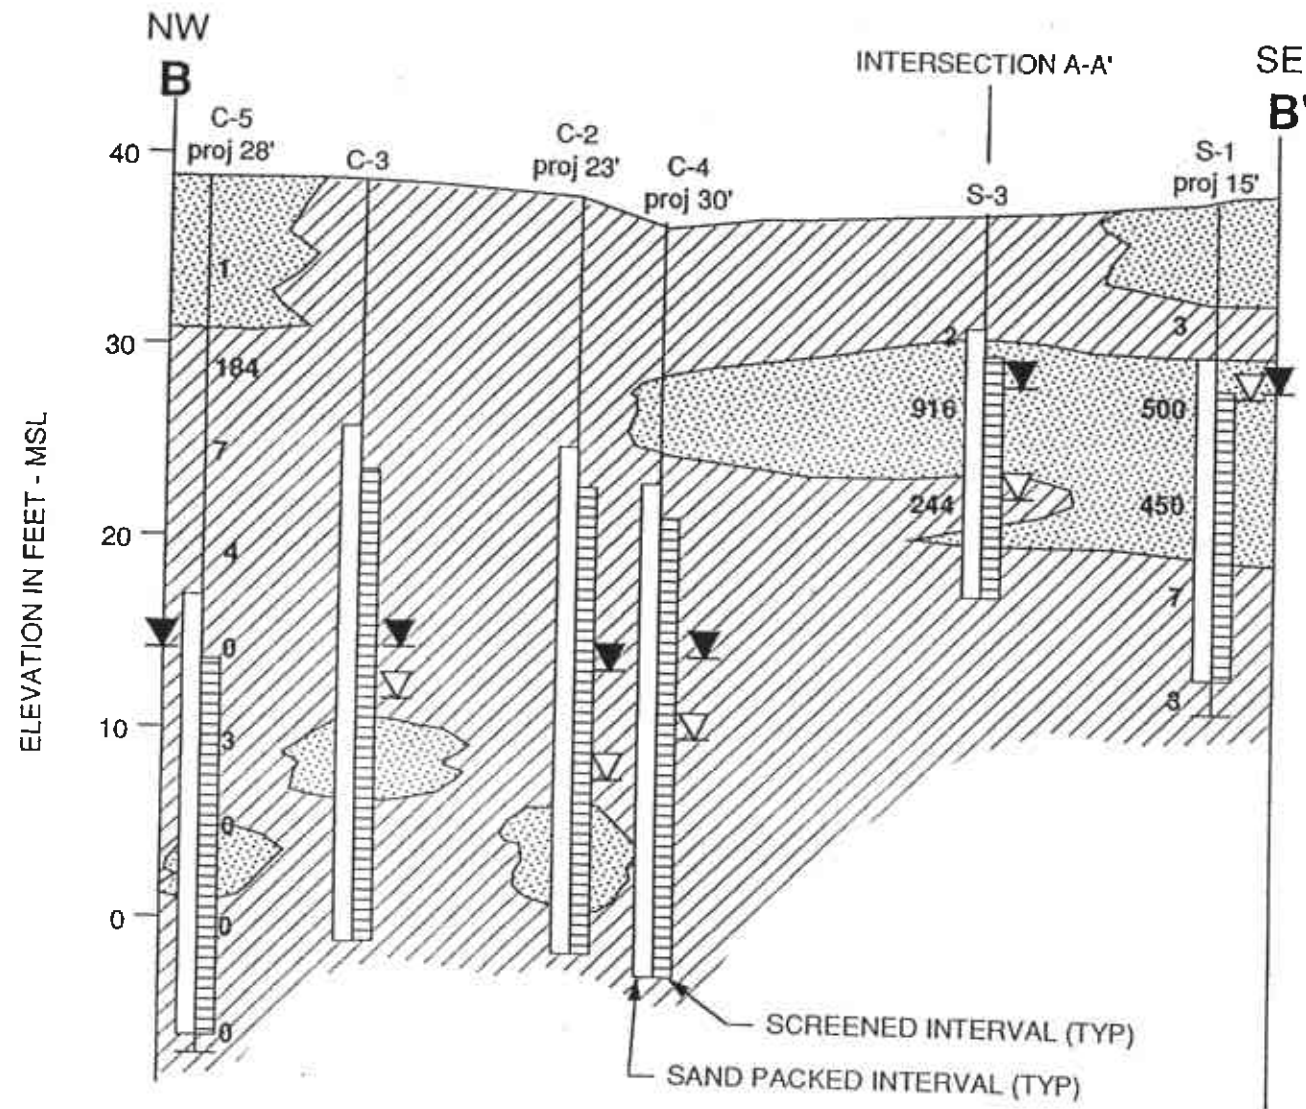 NW
B
INTERSECTION A-A'
SE
B'
C-5
proj 28'
C-3
C-2
proj 23'
C-4
proj 30'
S-3
S-1
proj 15'
ELEVATION IN FEET - MSL
40
30
20
10
0
1
184
7
4
0
3
0
0
0
2
916
244
3
500
450
7
3
SCREENED INTERVAL (TYP)
SAND PACKED INTERVAL (TYP)